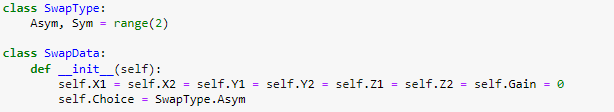 class SwapType:
    Asym, Sym = range(2)
class SwapData:
    def __init__(self):
        self.X1 = self.X2 = self.Y1 = self.Y2 = self.Z1 = self.Z2 = self.Gain = 0
        self.Choice = SwapType.Asym